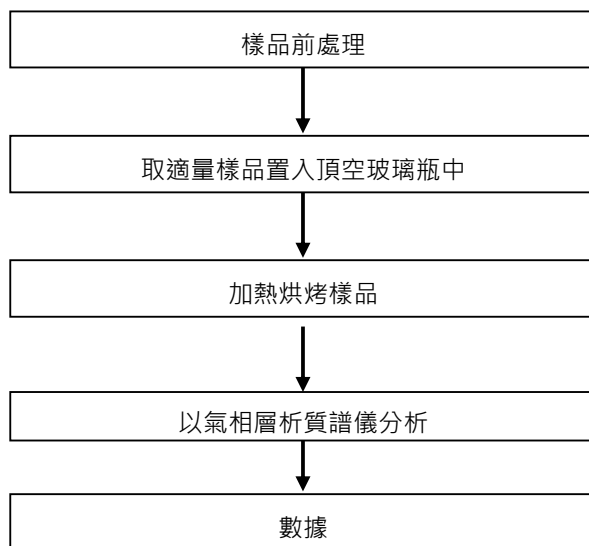 樣品前處理
取適量樣品置入頂空玻璃瓶中
加熱烘烤樣品
以氣相層析質譜儀分析
數據